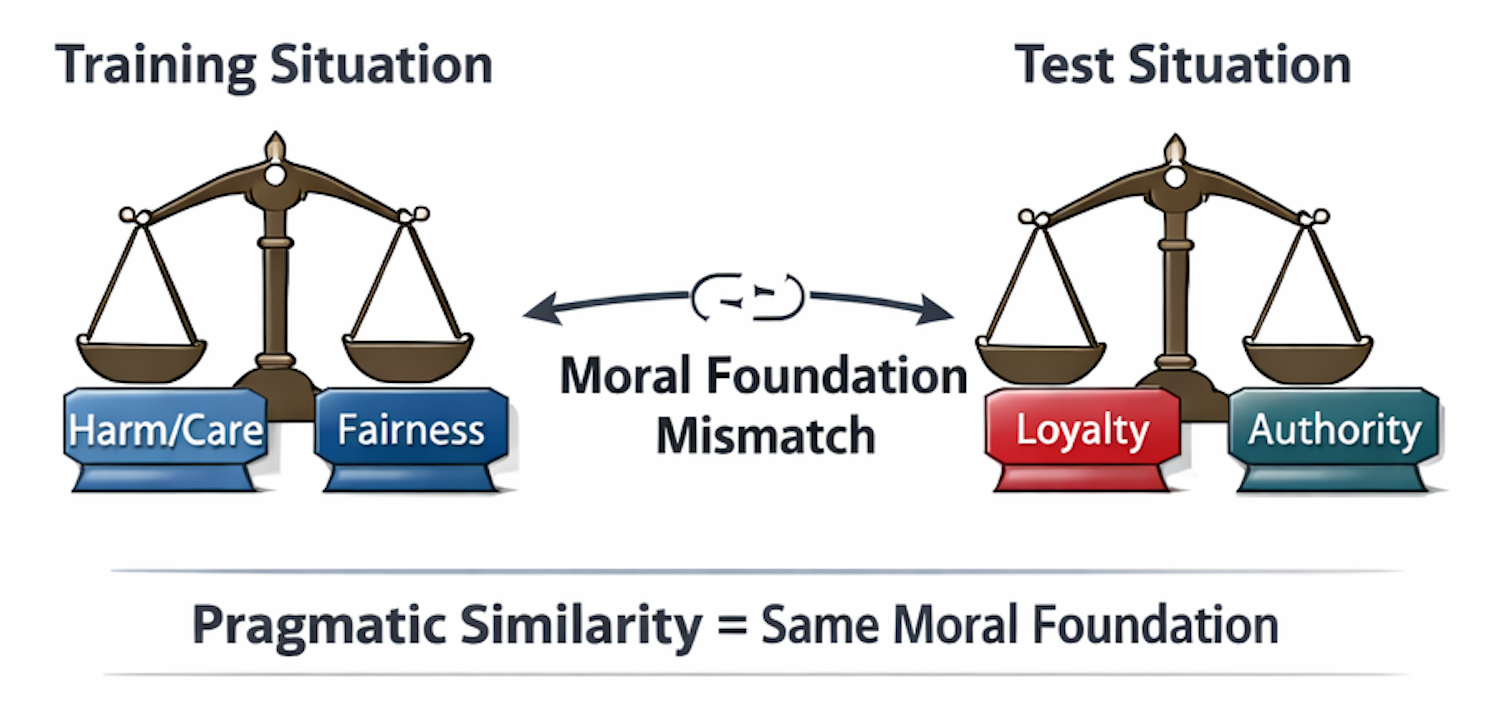 Training Situation
Test Situation
Moral Foundation
Mismatch
Harm/Care
Fairness
Loyalty
Authority
Pragmatic Similarity = Same Moral Foundation